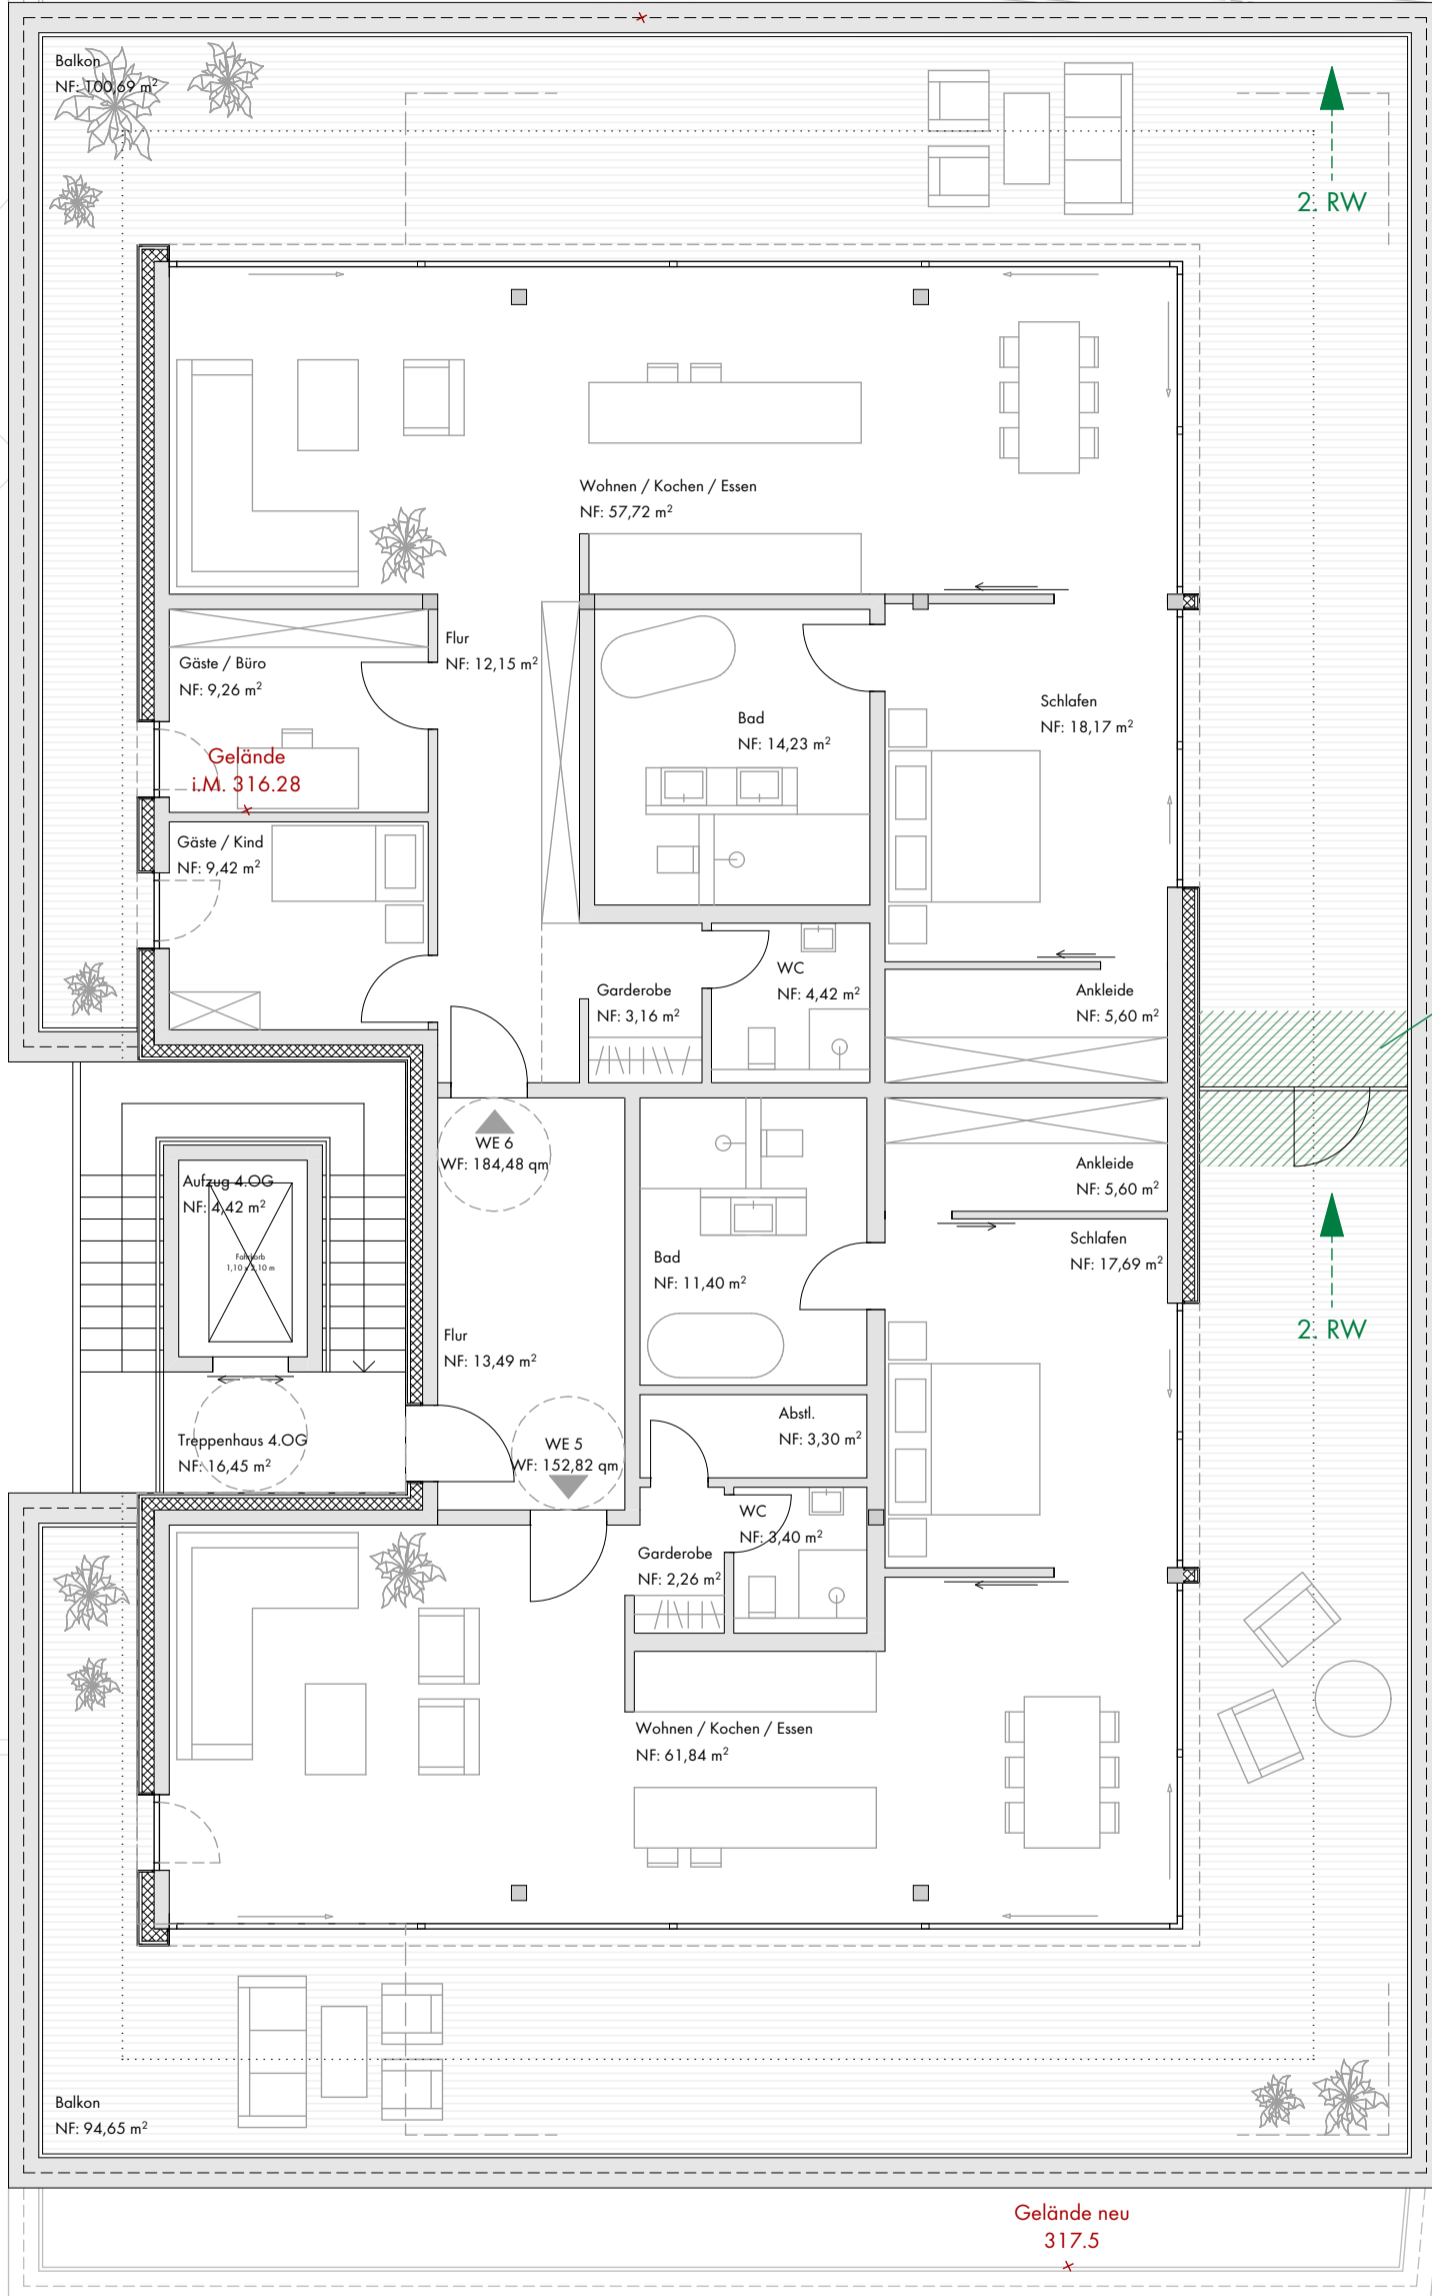 Balkon
NF: 100,69 m²
2. RW
Wohnen / Kochen / Essen
NF: 57,72 m²
Flur
NF: 12,15 m²
Gäste / Büro
NF: 9,26 m²
Schlafen
NF: 18,17 m²
Bad
NF: 14,23 m²
Gelände
i.M. 316.28
Gäste / Kind
NF: 9,42 m²
WC
NF: 4,42 m²
Garderobe
NF: 3,16 m²
Ankleide
NF: 5,60 m²
WE 6
WF: 184,48 qm
Ankleide
NF: 5,60 m²
Aufzug 4.OG
NF: 4,42 m²
Fahrkorb
1,10 x 2,10 m
Schlafen
NF: 17,69 m²
Bad
NF: 11,40 m²
2. RW
Flur
NF: 13,49 m²
Abstl.
NF: 3,30 m²
Treppenhaus 4.OG
NF: 16,45 m²
WE 5
WF: 152,82 qm
WC
NF: 3,40 m²
Garderobe
NF: 2,26 m²
Wohnen / Kochen / Essen
NF: 61,84 m²
Balkon
NF: 94,65 m²
Gelände neu
317.5